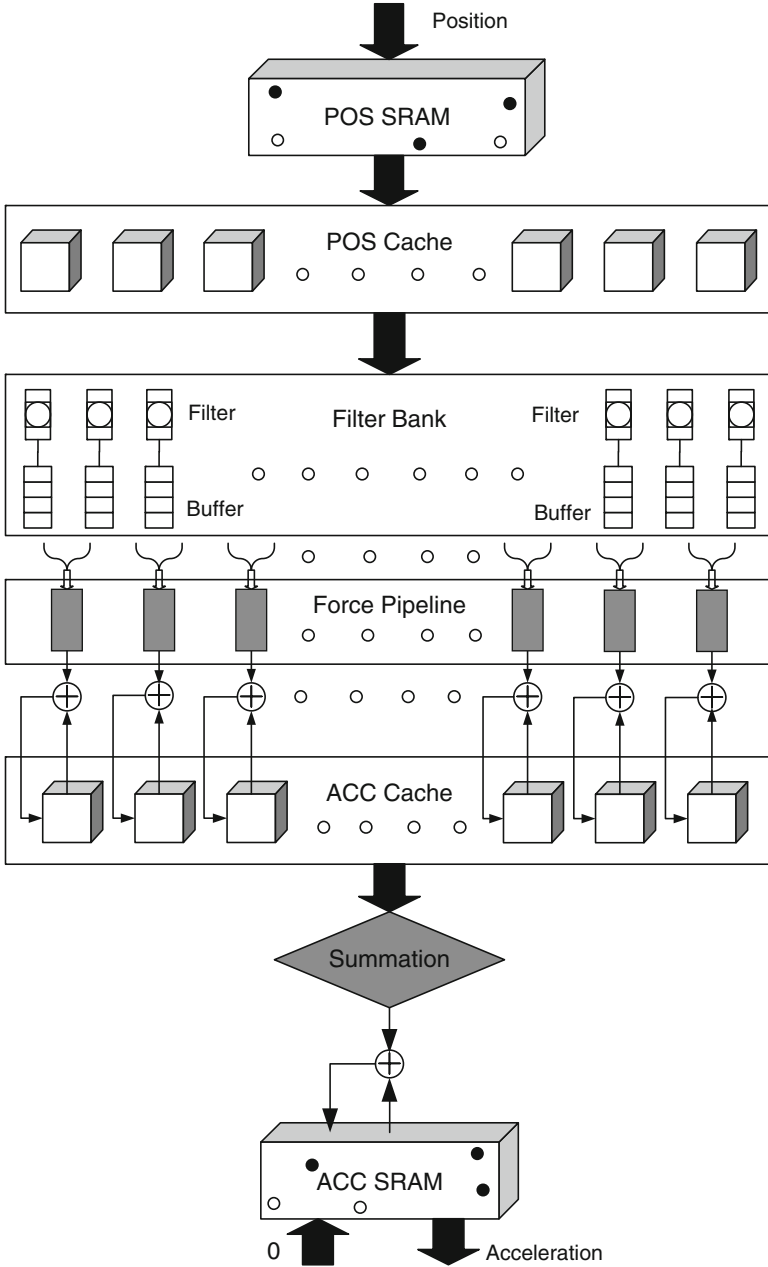 Position
POS SRAM
POS Cache
Filter
Filter Bank
Filter
Buffer
Buffer
Force Pipeline
ACC Cache
Summation
ACC SRAM
0
Acceleration